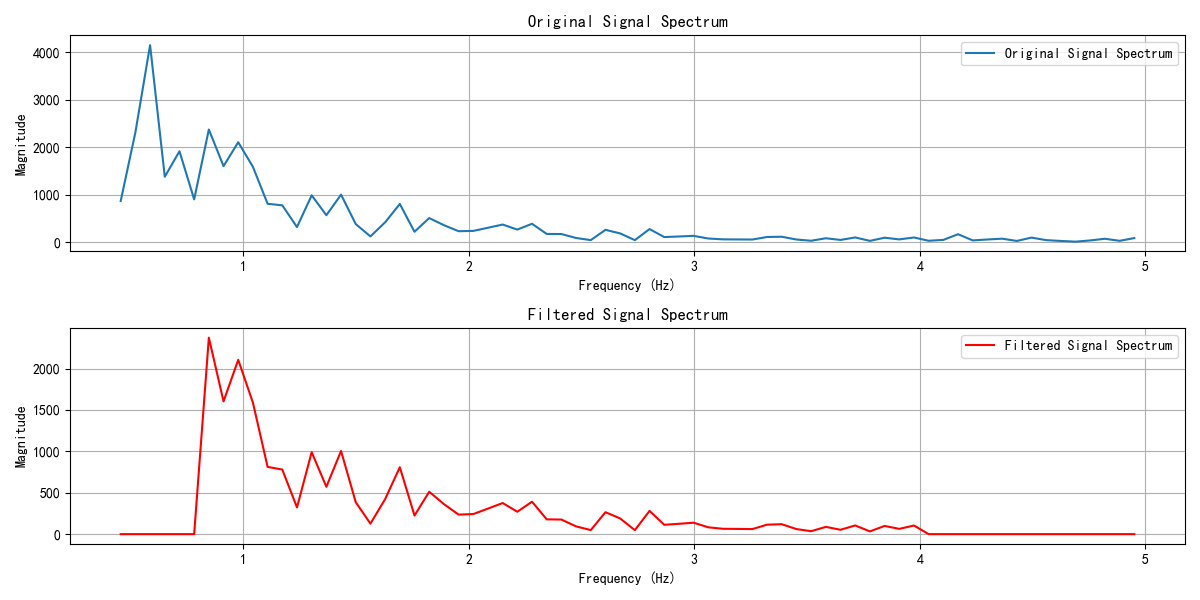 Original Signal Spectrum
4000
3000
2000
1000
0
Magnitude
Original Signal Spectrum
1 2 3 4 5
Frequency (Hz)
Filtered Signal Spectrum
2000
1500
1000
500
0
Magnitude
Filtered Signal Spectrum
1 2 3 4 5
Frequency (Hz)